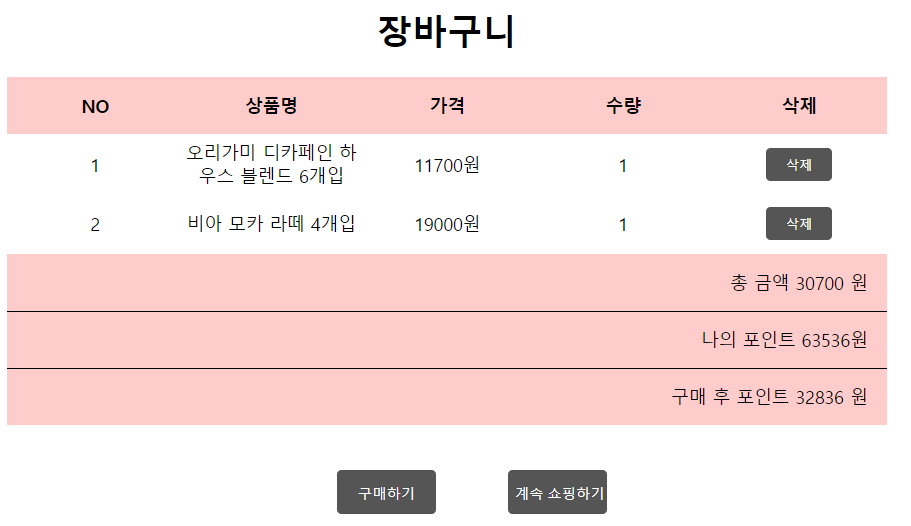 장바구니
NO 상품명 가격 수량 삭제
1 오리가미 디카페인 하 11700원 1 삭제
우스 블렌드 6개입
2 비아 모카 라떼 4개입 19000원 1 삭제
총 금액 30700 원
나의 포인트 63536원
구매 후 포인트 32836 원
구매하기 계속 쇼핑하기